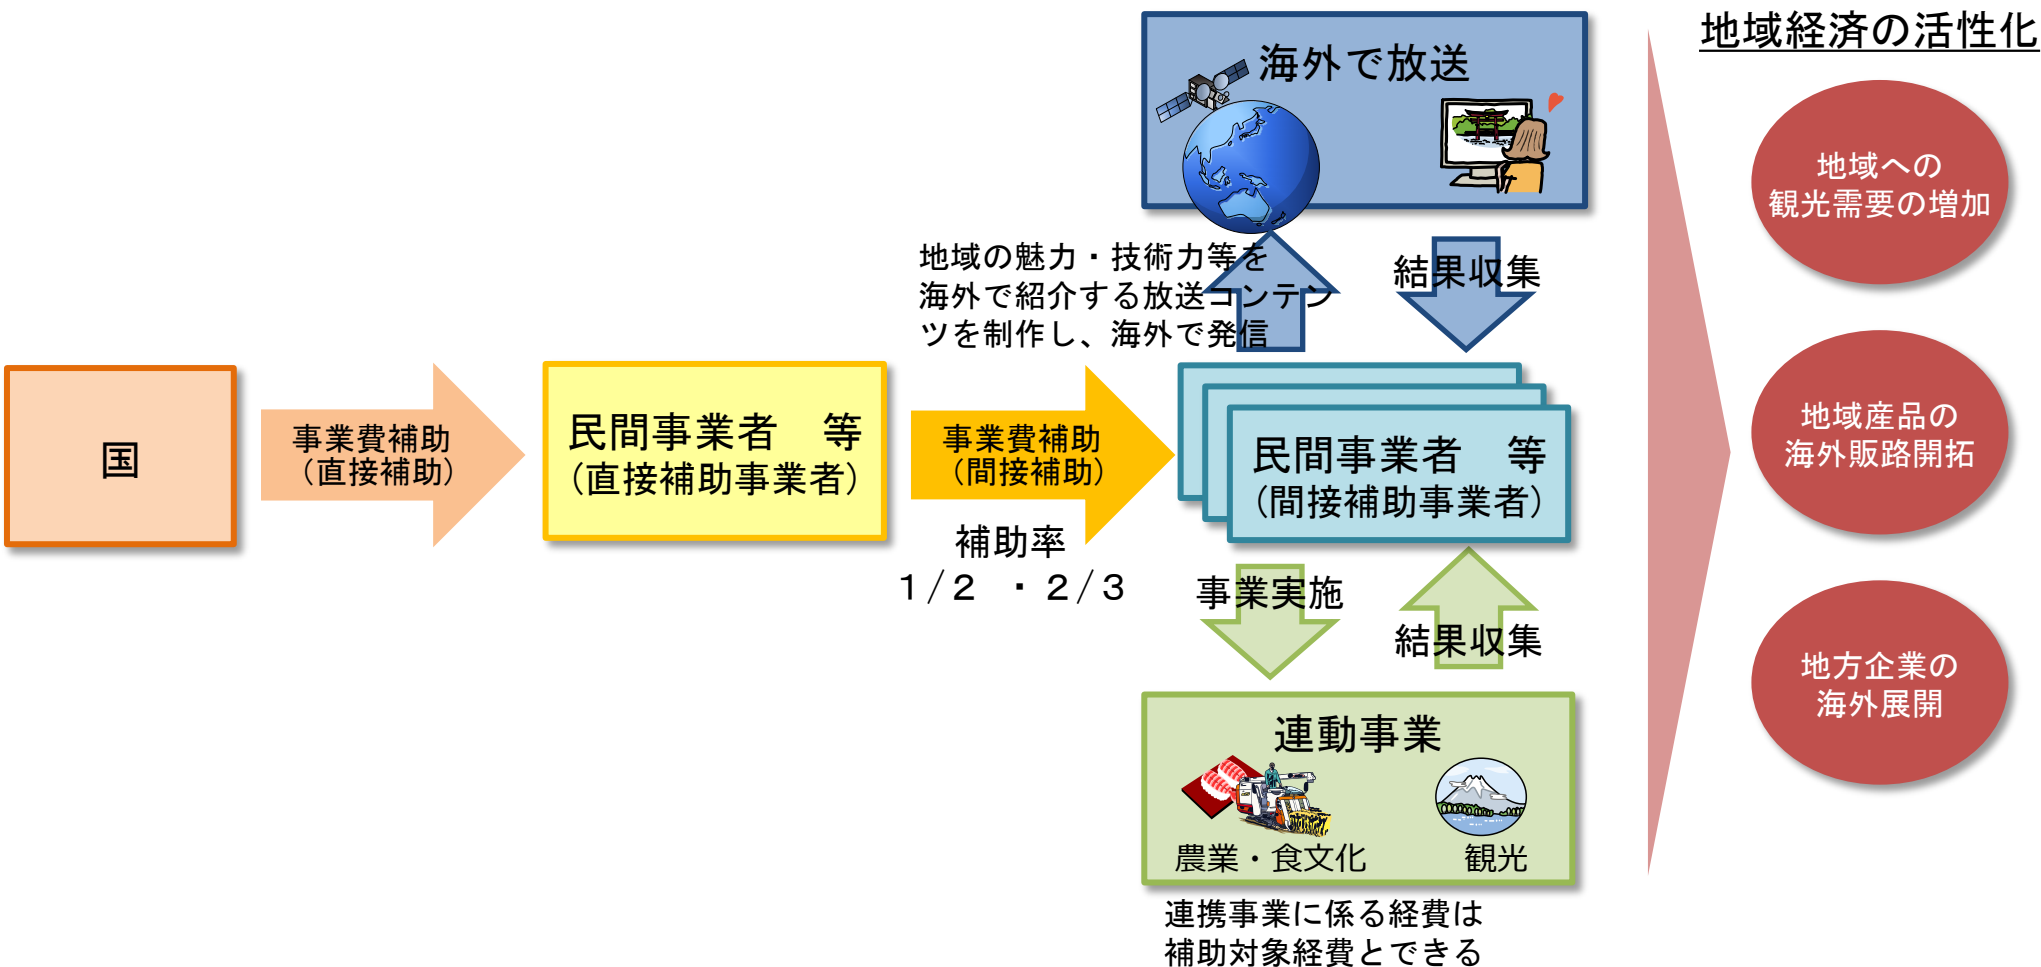 海外で放送
地域の魅力・技術力等を
海外で紹介する放送コンテン
ツを制作し、海外で発信
結果収集
国
事業費補助
（直接補助）
民間事業者　等
（直接補助事業者）
事業費補助
（間接補助）
補助率
１/２　・２/３
民間事業者　等
（間接補助事業者）
事業実施
結果収集
連動事業
農業・食文化
観光
連携事業に係る経費は
補助対象経費とできる
地域経済の活性化
地域への
観光需要の増加
地域産品の
海外販路開拓
地方企業の
海外展開